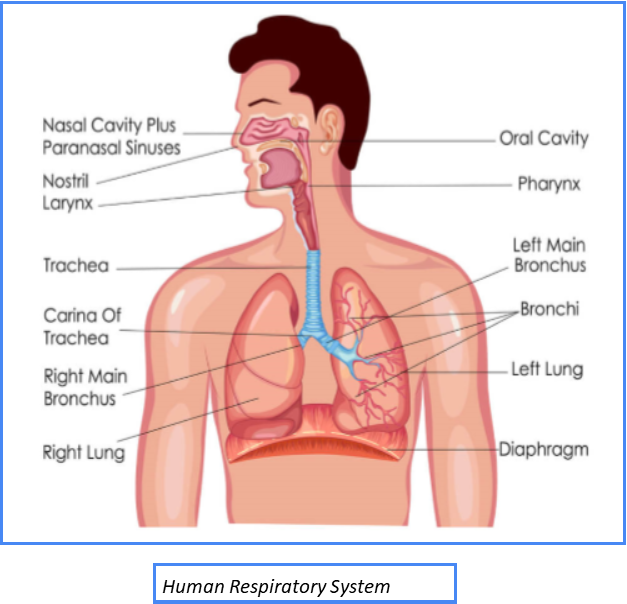 Nasal Cavity Plus
Paranasal Sinuses
Nostril
Larynx
Trachea
Carina Of
Trachea
Right Main
Bronchus
Right Lung
Oral Cavity
Pharynx
Left Main
Bronchus
Bronchi
Left Lung
Diaphragm
Human Respiratory System